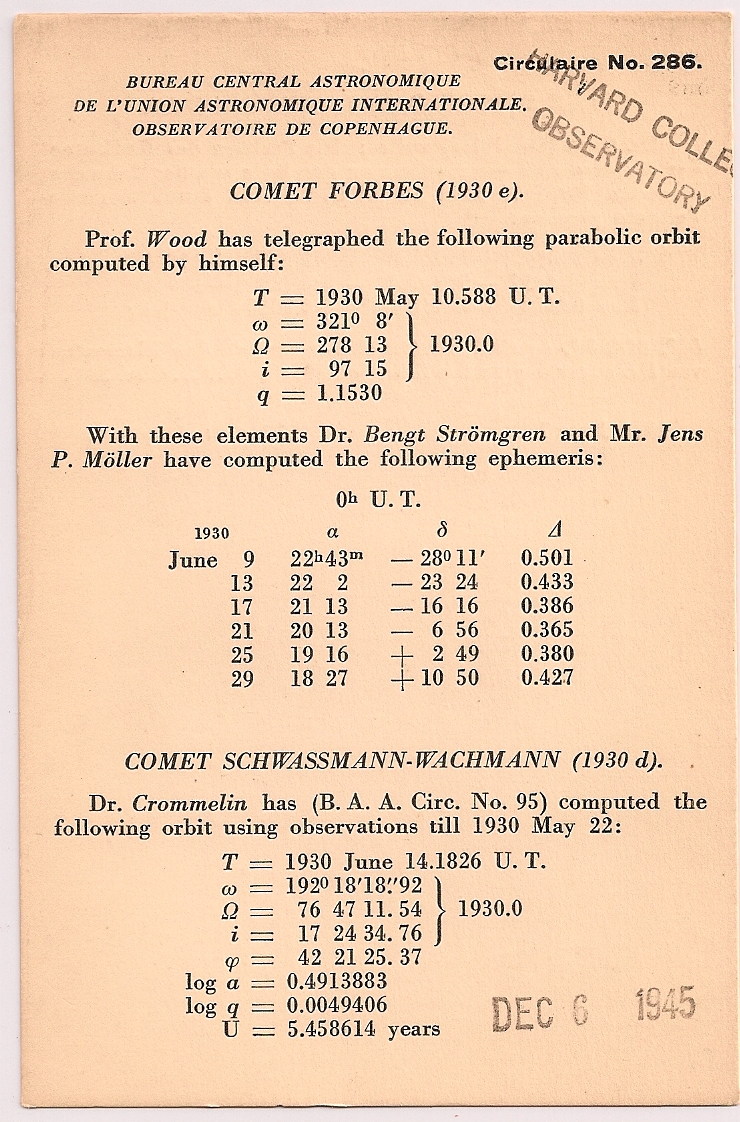 Circulaire No. 286.
HARVARD COLLE
OBSERVATORY
BUREAU CENTRAL ASTRONOMIQUE
DE L'UNION ASTRONOMIQUE INTERNATIONALE.
OBSERVATOIRE DE COPENHAGUE.
COMET FORBES (1930 e).
Prof. Wood has telegraphed the following parabolic orbit
computed by himself:
T = 1930 May 10.588 U. T.
ω = 321⁰ 8′
Ω = 278 13 } 1930.0
i = 97 15
q = 1.1530
With these elements Dr. Bengt Strömgren and Mr. Jens
P. Möller have computed the following ephemeris:
0ʰ U. T.
1930 α δ Δ
June 9 22ʰ43ᵐ — 28⁰11′ 0.501
13 22 2 — 23 24 0.433
17 21 13 — 16 16 0.386
21 20 13 — 6 56 0.365
25 19 16 + 2 49 0.380
29 18 27 + 10 50 0.427
COMET SCHWASSMANN-WACHMANN (1930 d).
Dr. Crommelin has (B. A. A. Circ. No. 95) computed the
following orbit using observations till 1930 May 22:
T = 1930 June 14.1826 U. T.
ω = 192⁰18′18″.92
Ω = 76 47 11.54 } 1930.0
i = 17 24 34.76
φ = 42 21 25.37
log a = 0.4913883
log q = 0.0049406
U = 5.458614 years
DEC 6 1945